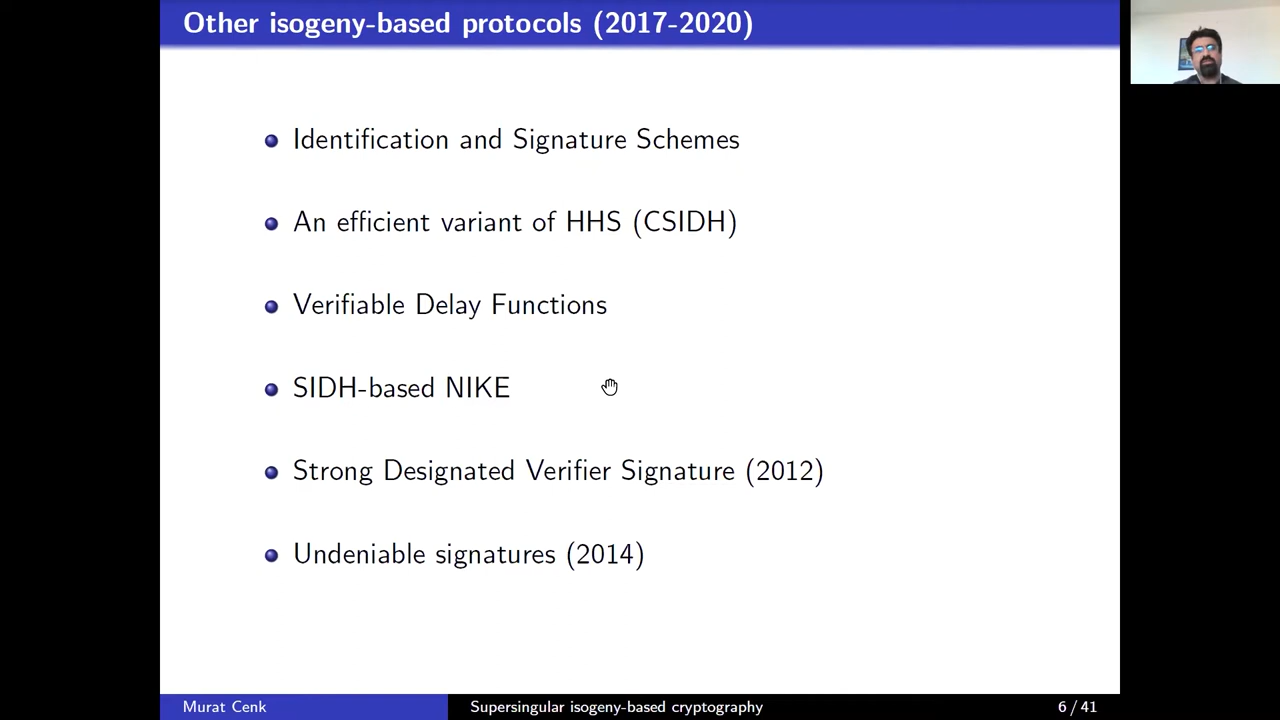 Other isogeny-based protocols (2017-2020)
Identification and Signature Schemes
An efficient variant of HHS (CSIDH)
Verifiable Delay Functions
SIDH-based NIKE
Strong Designated Verifier Signature (2012)
Undeniable signatures (2014)
Murat Cenk
Supersingular isogeny-based cryptography
6 / 41